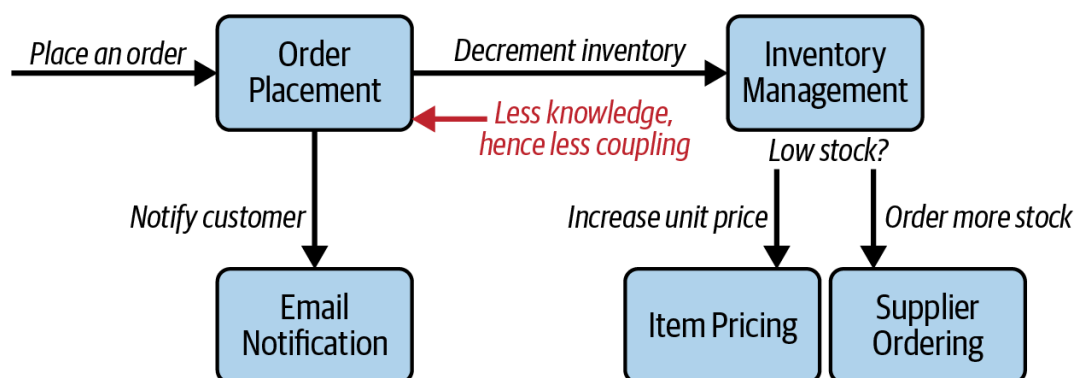 Place an order
Order
Placement
Decrement inventory
Inventory
Management
Less knowledge,
hence less coupling
Low stock?
Notify customer
Increase unit price
Order more stock
Email
Notification
Item Pricing
Supplier
Ordering